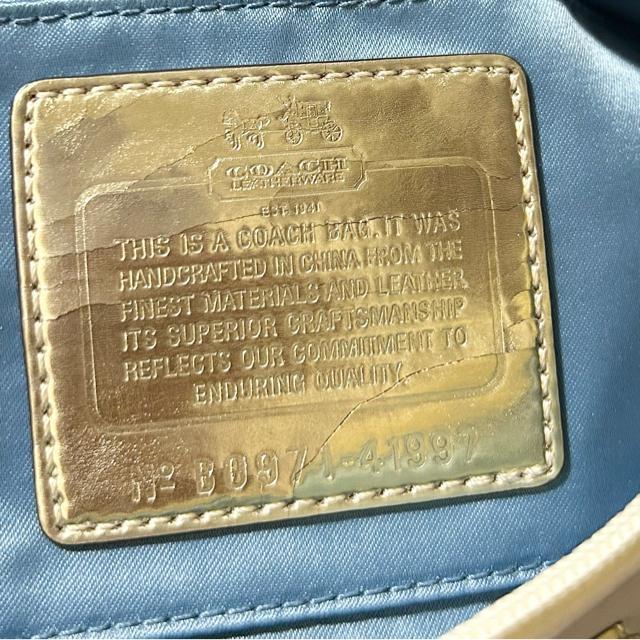 COACH
LEATHERWARE
EST. 1941
THIS IS A COACH BAG. IT WAS
HANDCRAFTED IN CHINA FROM THE
FINEST MATERIALS AND LEATHER
ITS SUPERIOR CRAFTSMANSHIP
REFLECTS OUR COMMITMENT TO
ENDURING QUALITY.
Nº B0971-41997